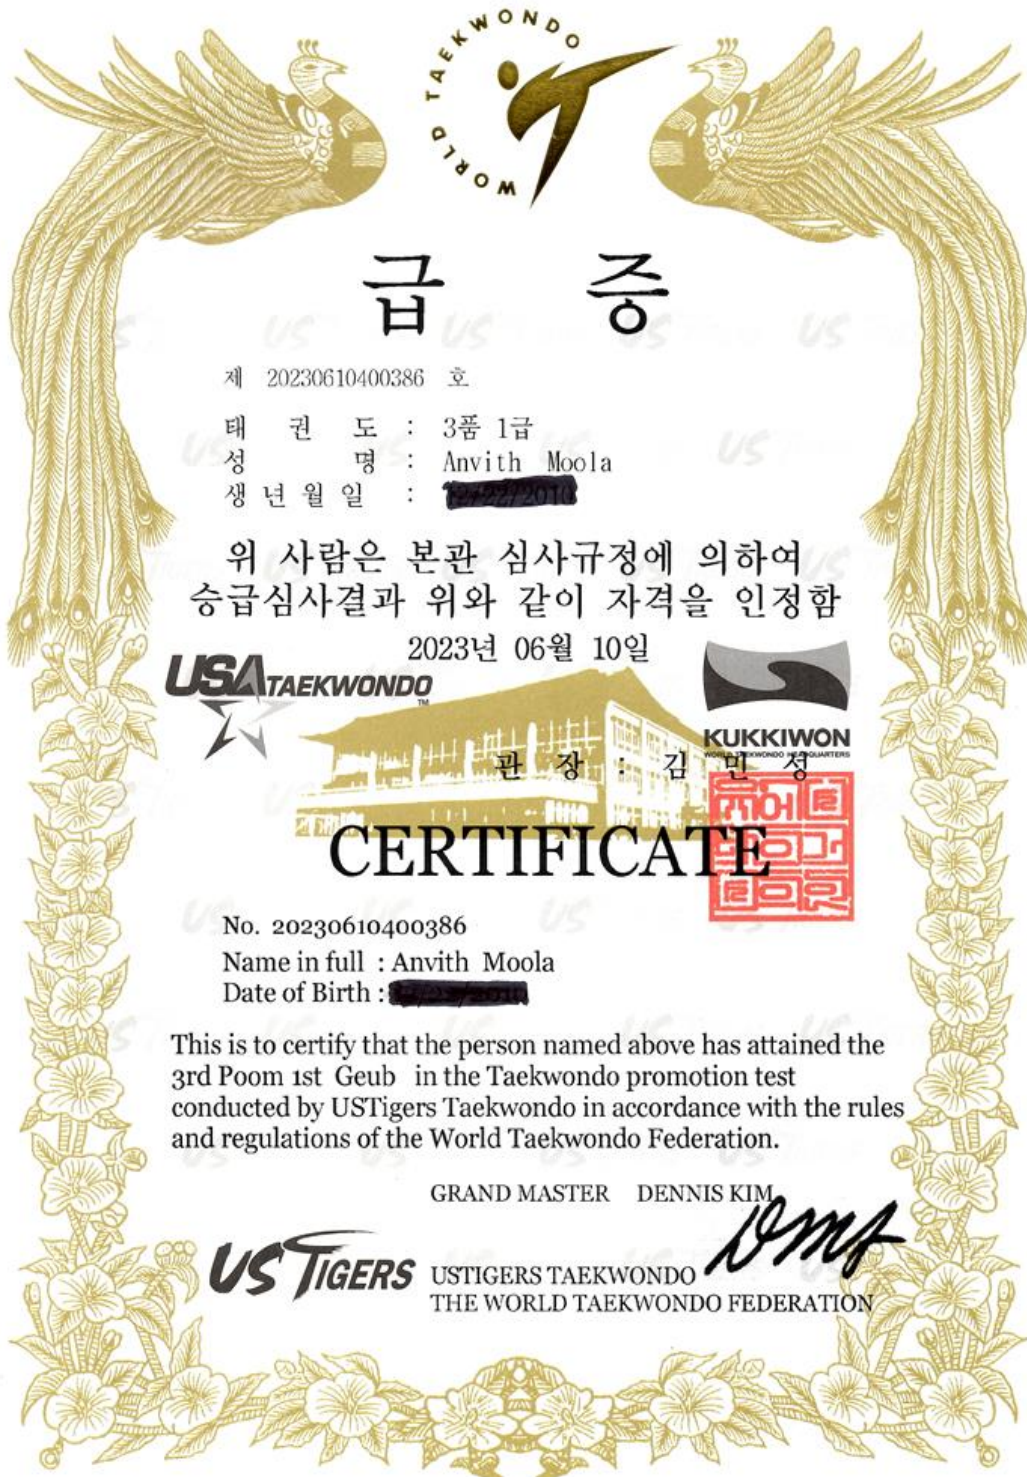 WORLD TAEKWONDO
급 증
제 20230610400386 호
태 권 도 : 3품 1급
성 명 : Anvith Moola
생 년 월 일 :
위 사람은 본관 심사규정에 의하여
승급심사결과 위와 같이 자격을 인정함
2023년 06월 10일
USA TAEKWONDO TM
KUKKIWON
WORLD TAEKWONDO HEADQUARTERS
관 장 : 김 민 성
CERTIFICATE
No. 20230610400386
Name in full : Anvith Moola
Date of Birth :
This is to certify that the person named above has attained the
3rd Poom 1st Geub in the Taekwondo promotion test
conducted by USTigers Taekwondo in accordance with the rules
and regulations of the World Taekwondo Federation.
GRAND MASTER DENNIS KIM
US TIGERS
USTIGERS TAEKWONDO
THE WORLD TAEKWONDO FEDERATION